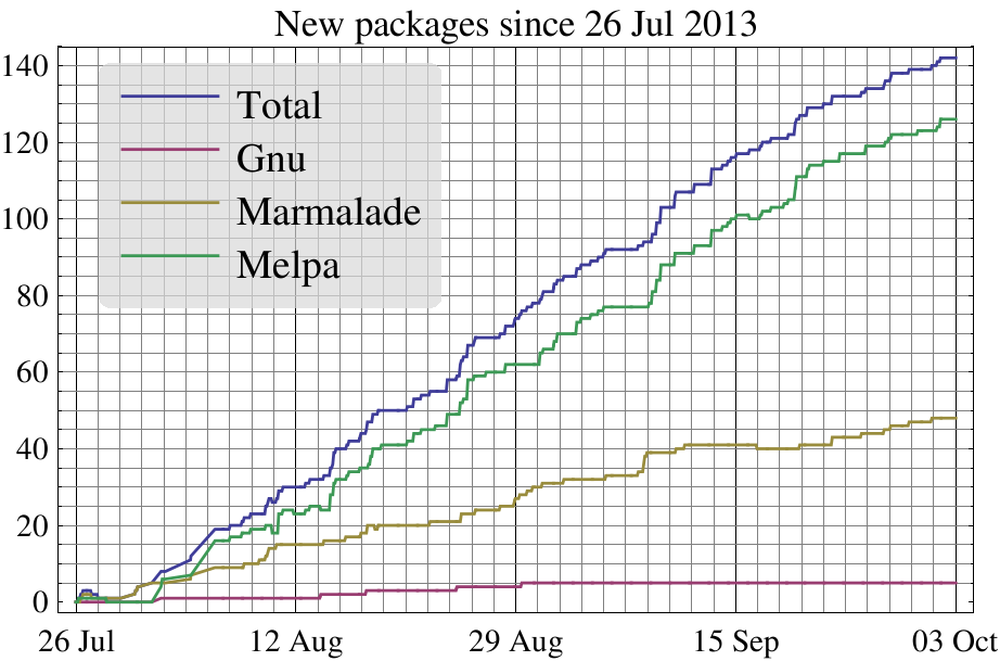 New packages since 26 Jul 2013
140
120
100
80
60
40
20
0
Total
Gnu
Marmalade
Melpa
26 Jul
12 Aug
29 Aug
15 Sep
03 Oct